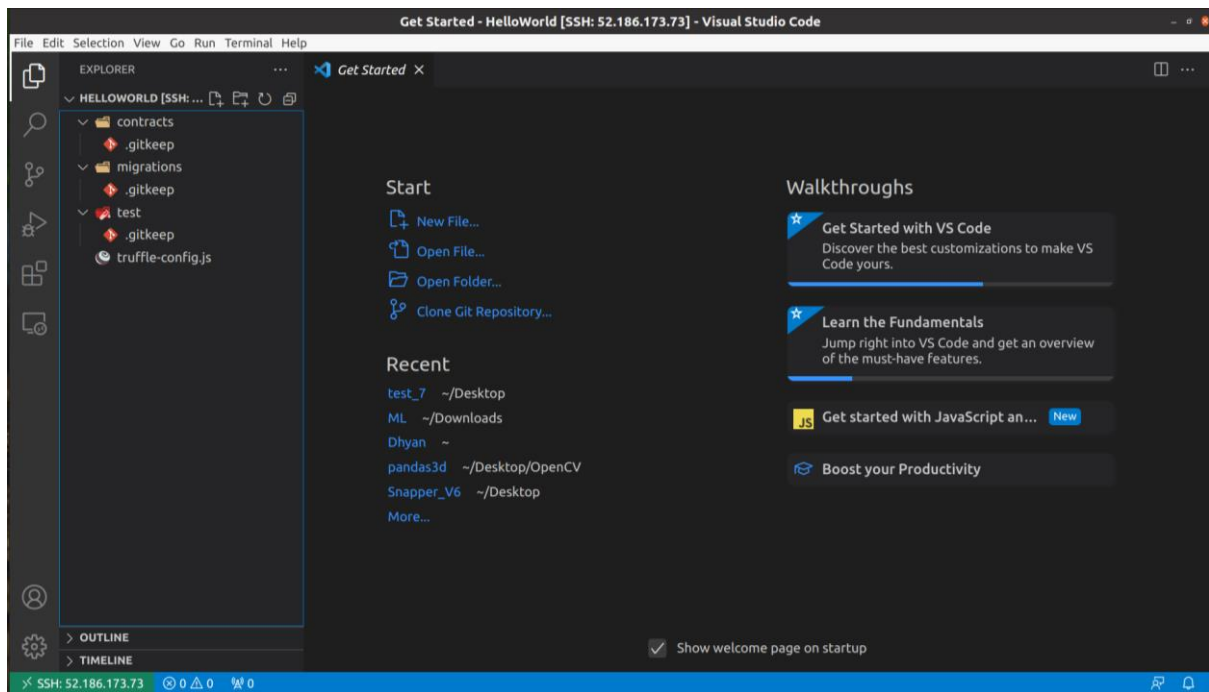 Get Started - HelloWorld [SSH: 52.186.173.73] - Visual Studio Code
File Edit Selection View Go Run Terminal Help
EXPLORER
HELLOWORLD [SSH: ...
contracts
.gitkeep
migrations
.gitkeep
test
.gitkeep
truffle-config.js
OUTLINE
TIMELINE
Get Started
Start
New File...
Open File...
Open Folder...
Clone Git Repository...
Recent
test_7 ~/Desktop
ML ~/Downloads
Dhyan ~
pandas3d ~/Desktop/OpenCV
Snapper_V6 ~/Desktop
More...
Walkthroughs
Get Started with VS Code
Discover the best customizations to make VS
Code yours.
Learn the Fundamentals
Jump right into VS Code and get an overview
of the must-have features.
JS Get started with JavaScript an... New
Boost your Productivity
Show welcome page on startup
SSH: 52.186.173.73 0 0 0